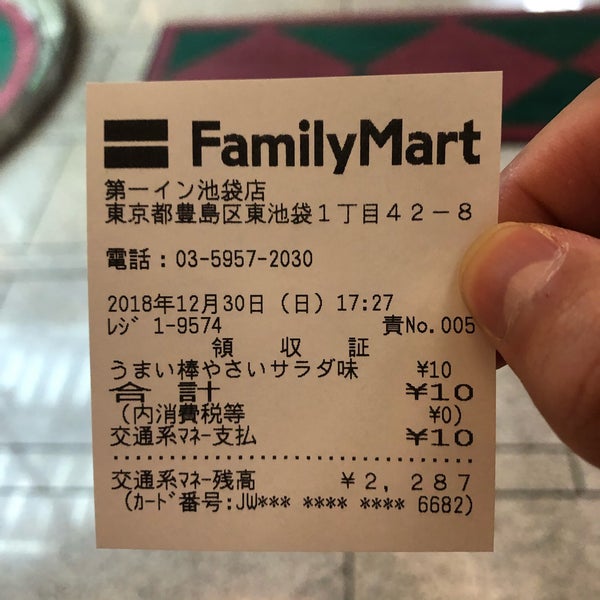 FamilyMart
第一イン池袋店
東京都豊島区東池袋1丁目42-8
電話:03-5957-2030
2018年12月30日(日)17:27
レジ 1-9574 責No.005
領 収 証
うまい棒やさいサラダ味 ¥10
合 計 ¥10
(内消費税等 ¥0)
交通系マネー支払 ¥10
交通系マネー残高 ¥2,287
(カード番号:JW*** **** **** 6682)